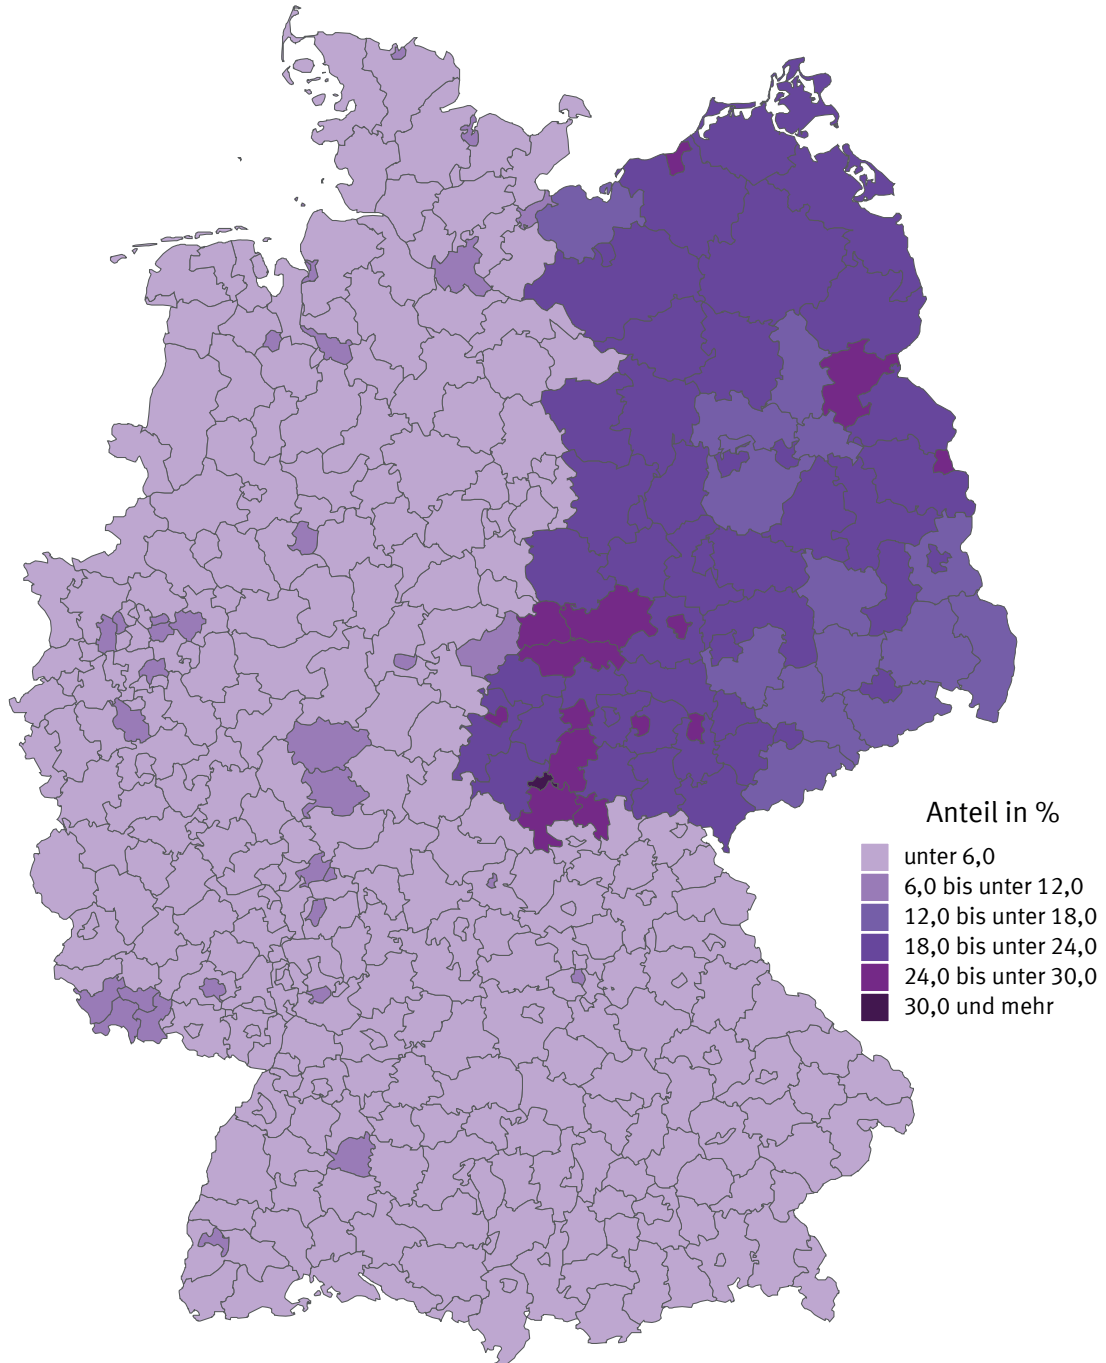 Anteil in %
unter 6,0
6,0 bis unter 12,0
12,0 bis unter 18,0
18,0 bis unter 24,0
24,0 bis unter 30,0
30,0 und mehr